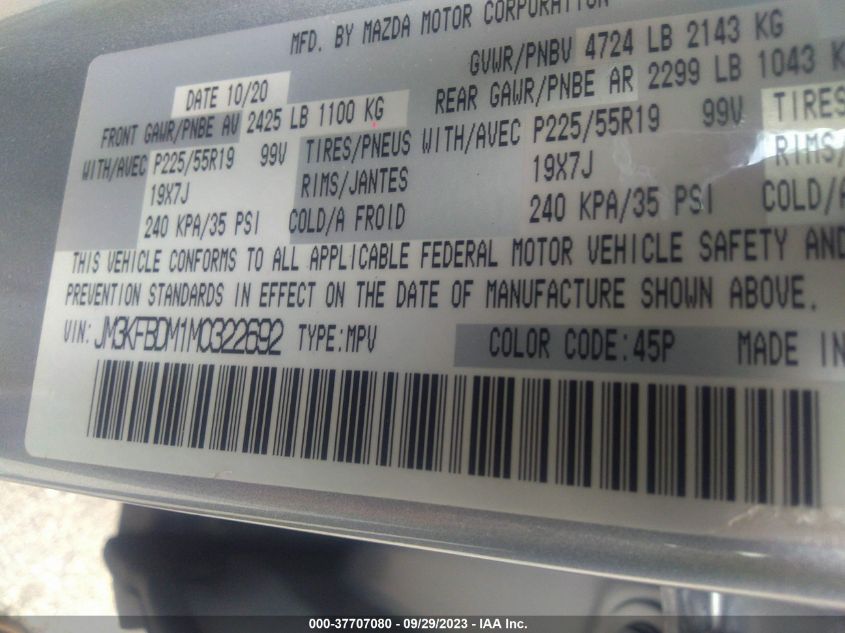 MFD. BY MAZDA MOTOR CORPORATION
DATE 10/20
GVWR/PNBV 4724 LB 2143 KG
FRONT GAWR/PNBE AV 2425 LB 1100 KG
REAR GAWR/PNBE AR 2299 LB 1043 K
WITH/AVEC P225/55R19 99V TIRES/PNEUS
WITH/AVEC P225/55R19 99V TIRES
19X7J RIMS/JANTES
19X7J RIMS/
240 KPA/35 PSI COLD/A FROID
240 KPA/35 PSI COLD/A
THIS VEHICLE CONFORMS TO ALL APPLICABLE FEDERAL MOTOR VEHICLE SAFETY AND
PREVENTION STANDARDS IN EFFECT ON THE DATE OF MANUFACTURE SHOWN ABOVE.
VIN: JM3KFBDM1M0322692 TYPE:MPV COLOR CODE:45P MADE IN
000-37707080 - 09/29/2023 - IAA Inc.